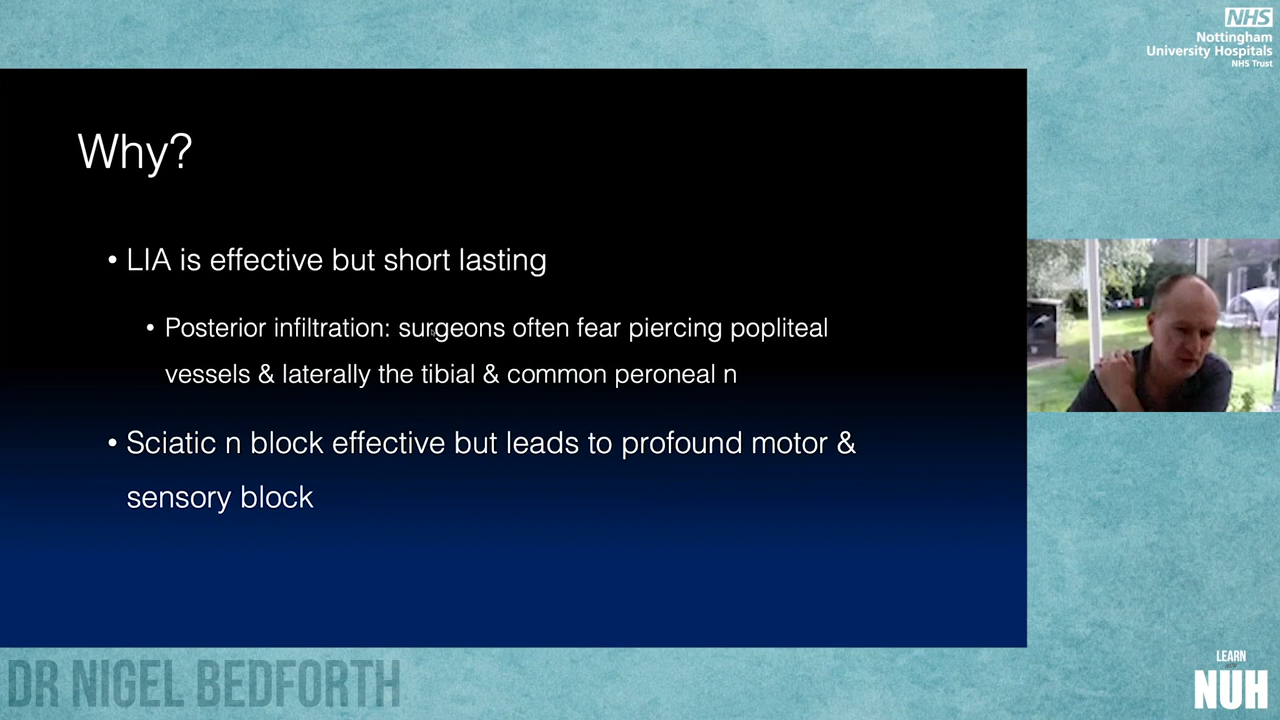 NHS
Nottingham
University Hospitals
NHS Trust
Why?
• LIA is effective but short lasting
• Posterior infiltration: surgeons often fear piercing popliteal
vessels & laterally the tibial & common peroneal n
• Sciatic n block effective but leads to profound motor &
sensory block
DR NIGEL BEDFORTH
LEARN
NUH